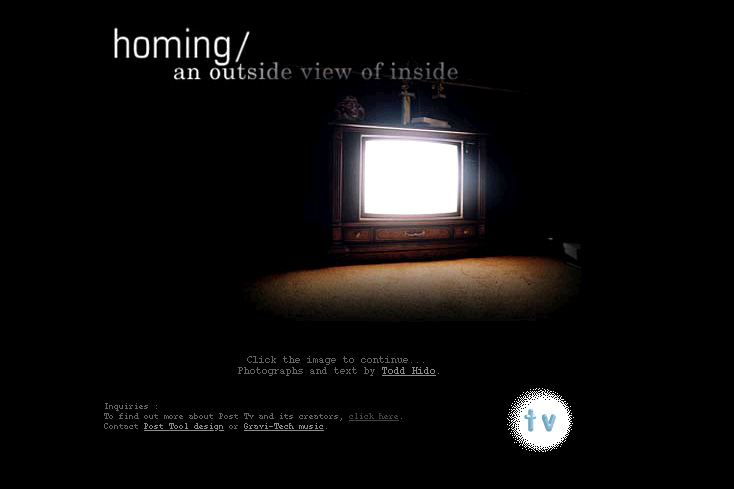 homing/
an outside view of inside
Click the image to continue...
Photographs and text by Todd Hido.
Inquiries :
To find out more about Post Tv and its creators, click here.
Contact Post Tool design or Gravi-Tech music.
tv